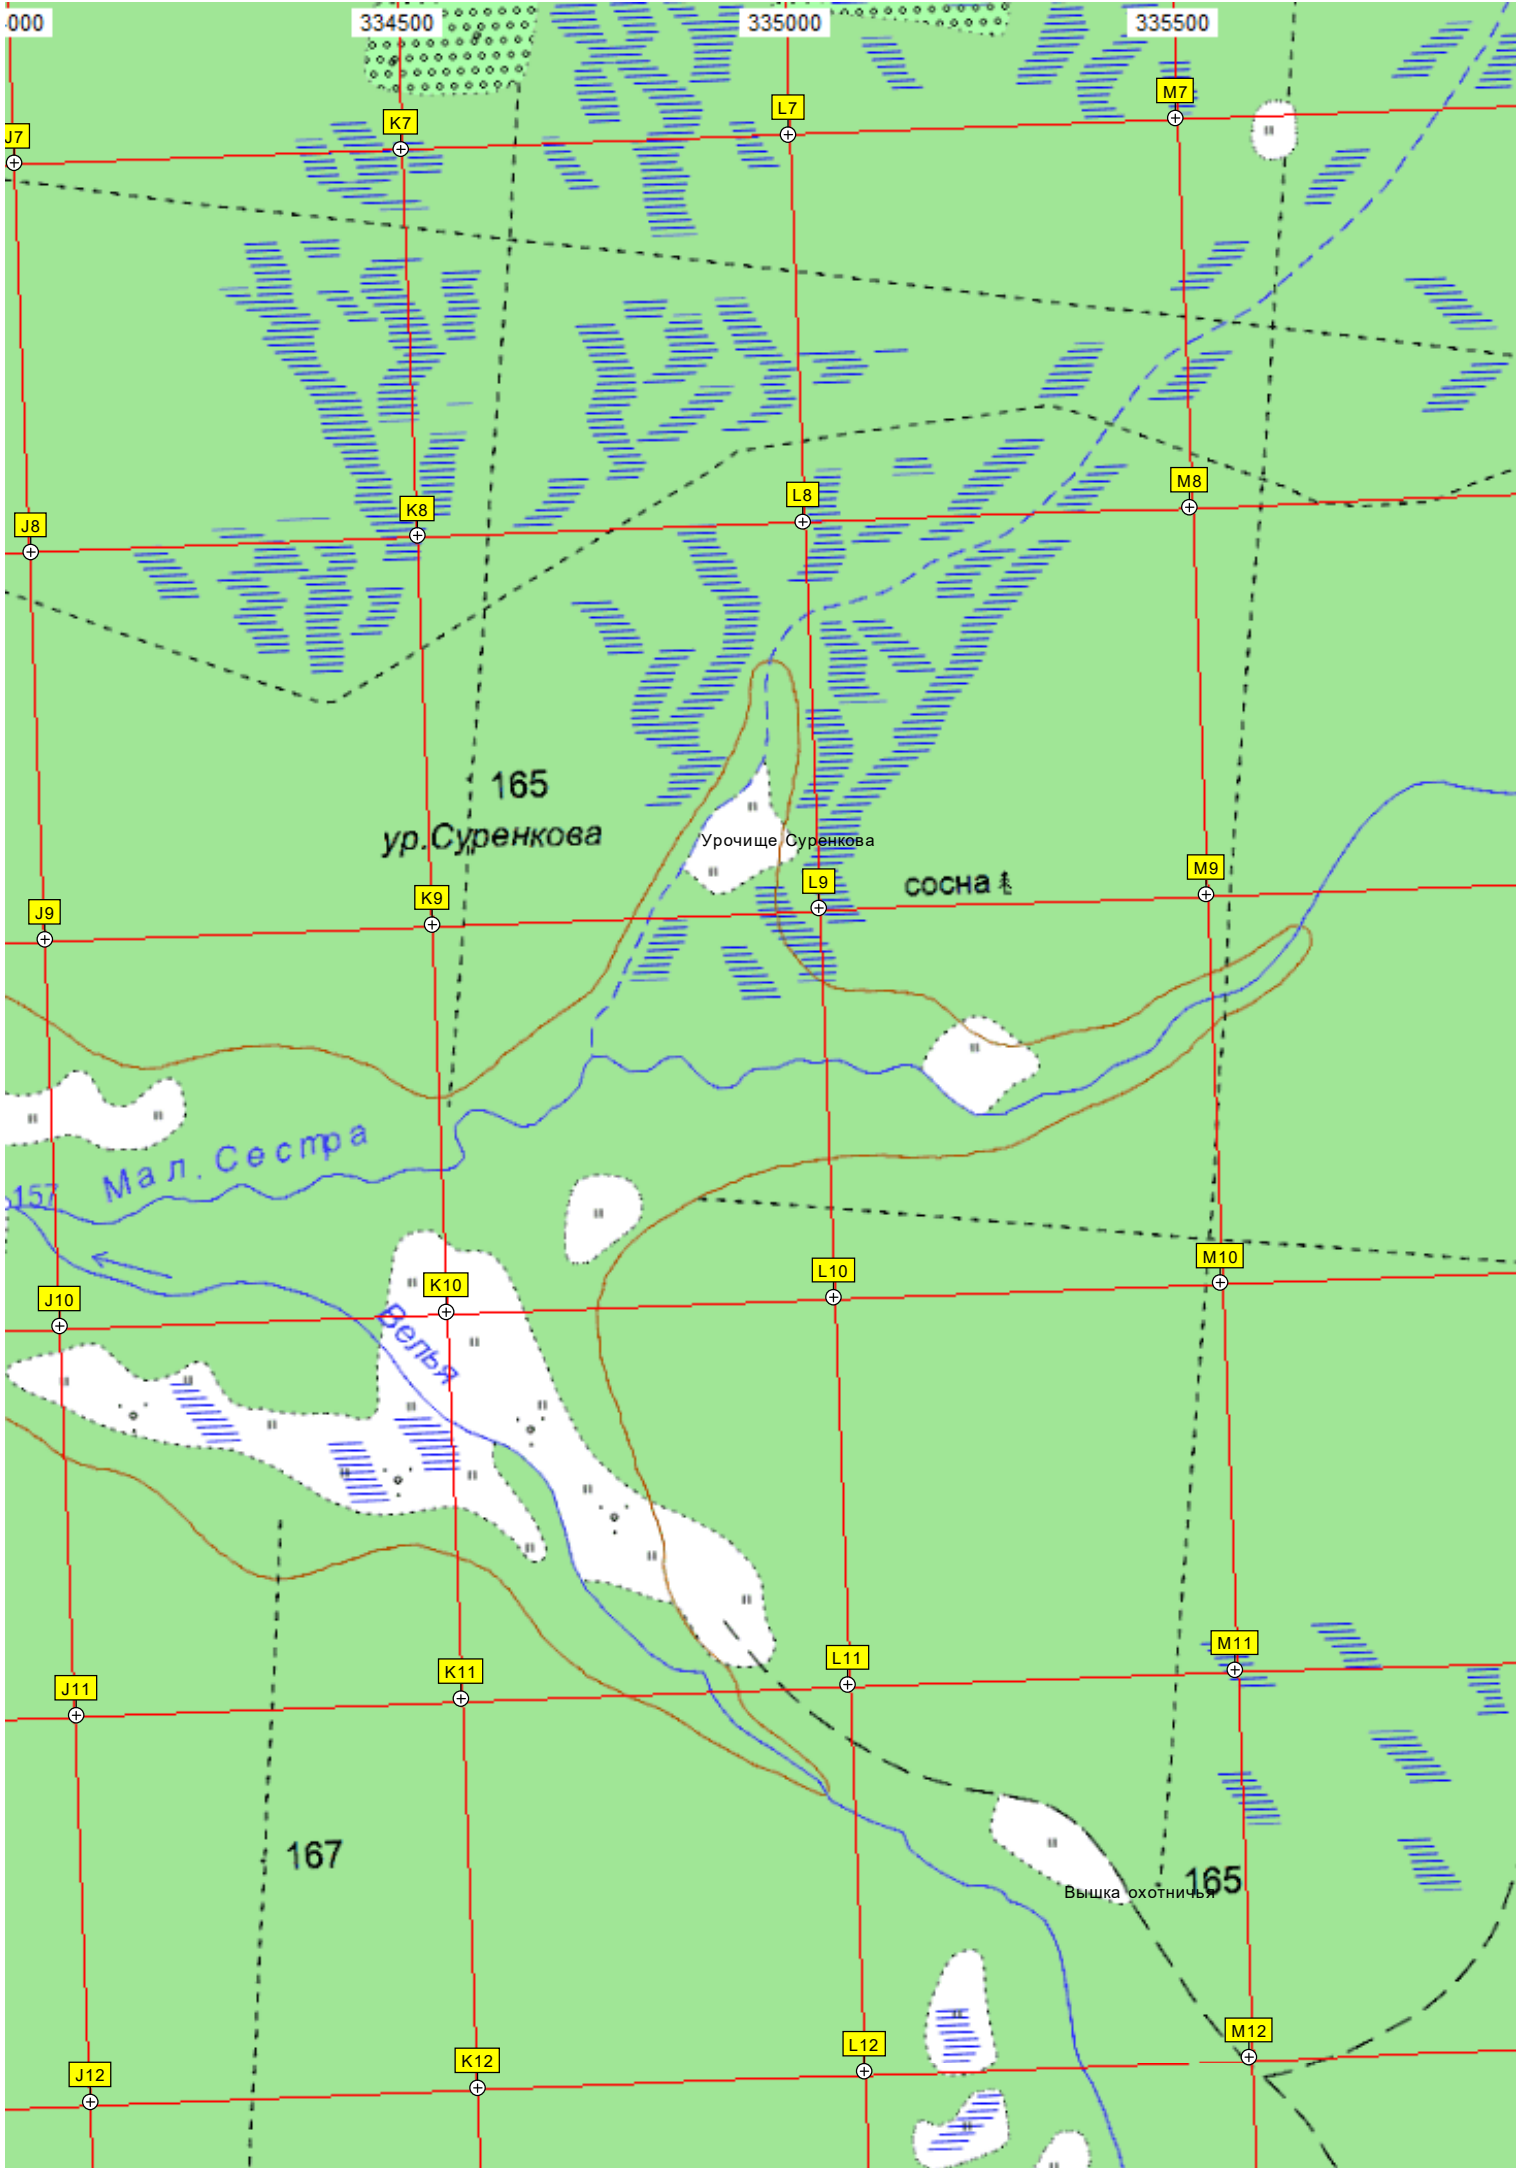 000 334500 335000 335500
M7
L7
K7
J7
M8
L8
K8
J8
165
ур.Суренкова
Урочище Суренкова
M9
L9
сосна
K9
J9
Мал. Сестра
157
M10
L10
K10
J10
Велья
M11
L11
K11
J11
167
165
Вышка охотничья
M12
L12
K12
J12